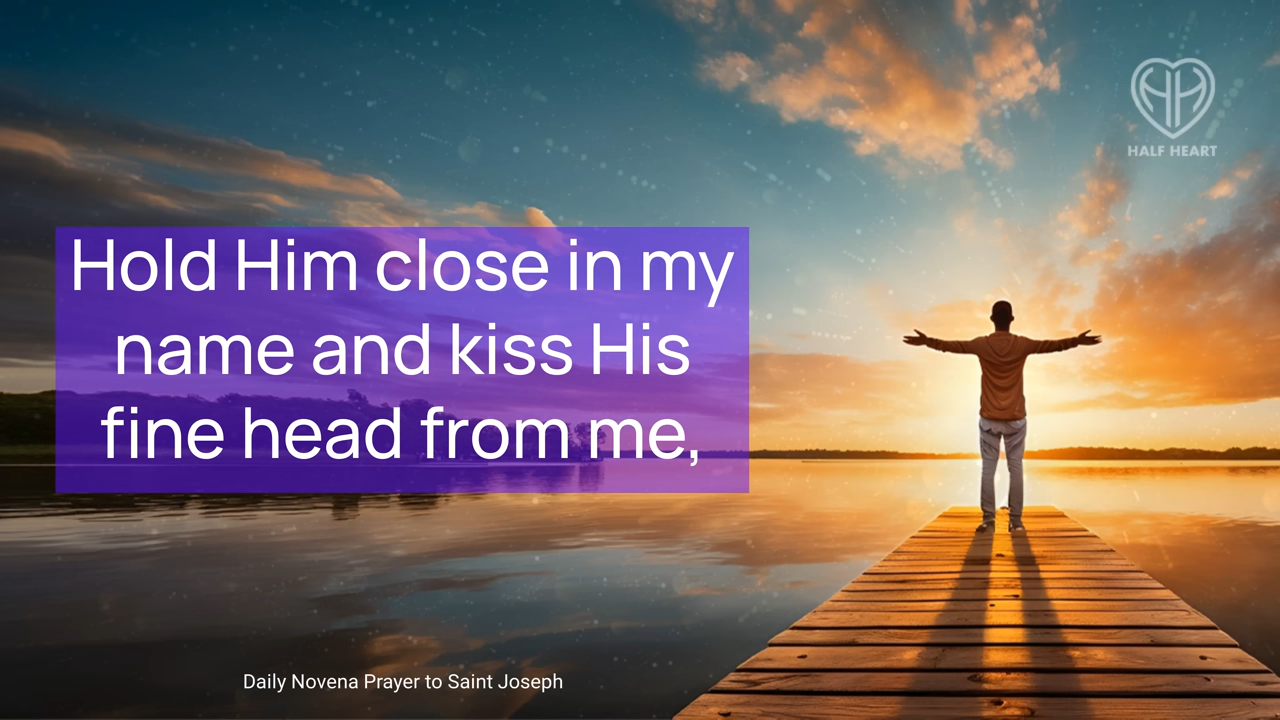 HALF HEART
Hold Him close in my
name and kiss His
fine head from me,
Daily Novena Prayer to Saint Joseph